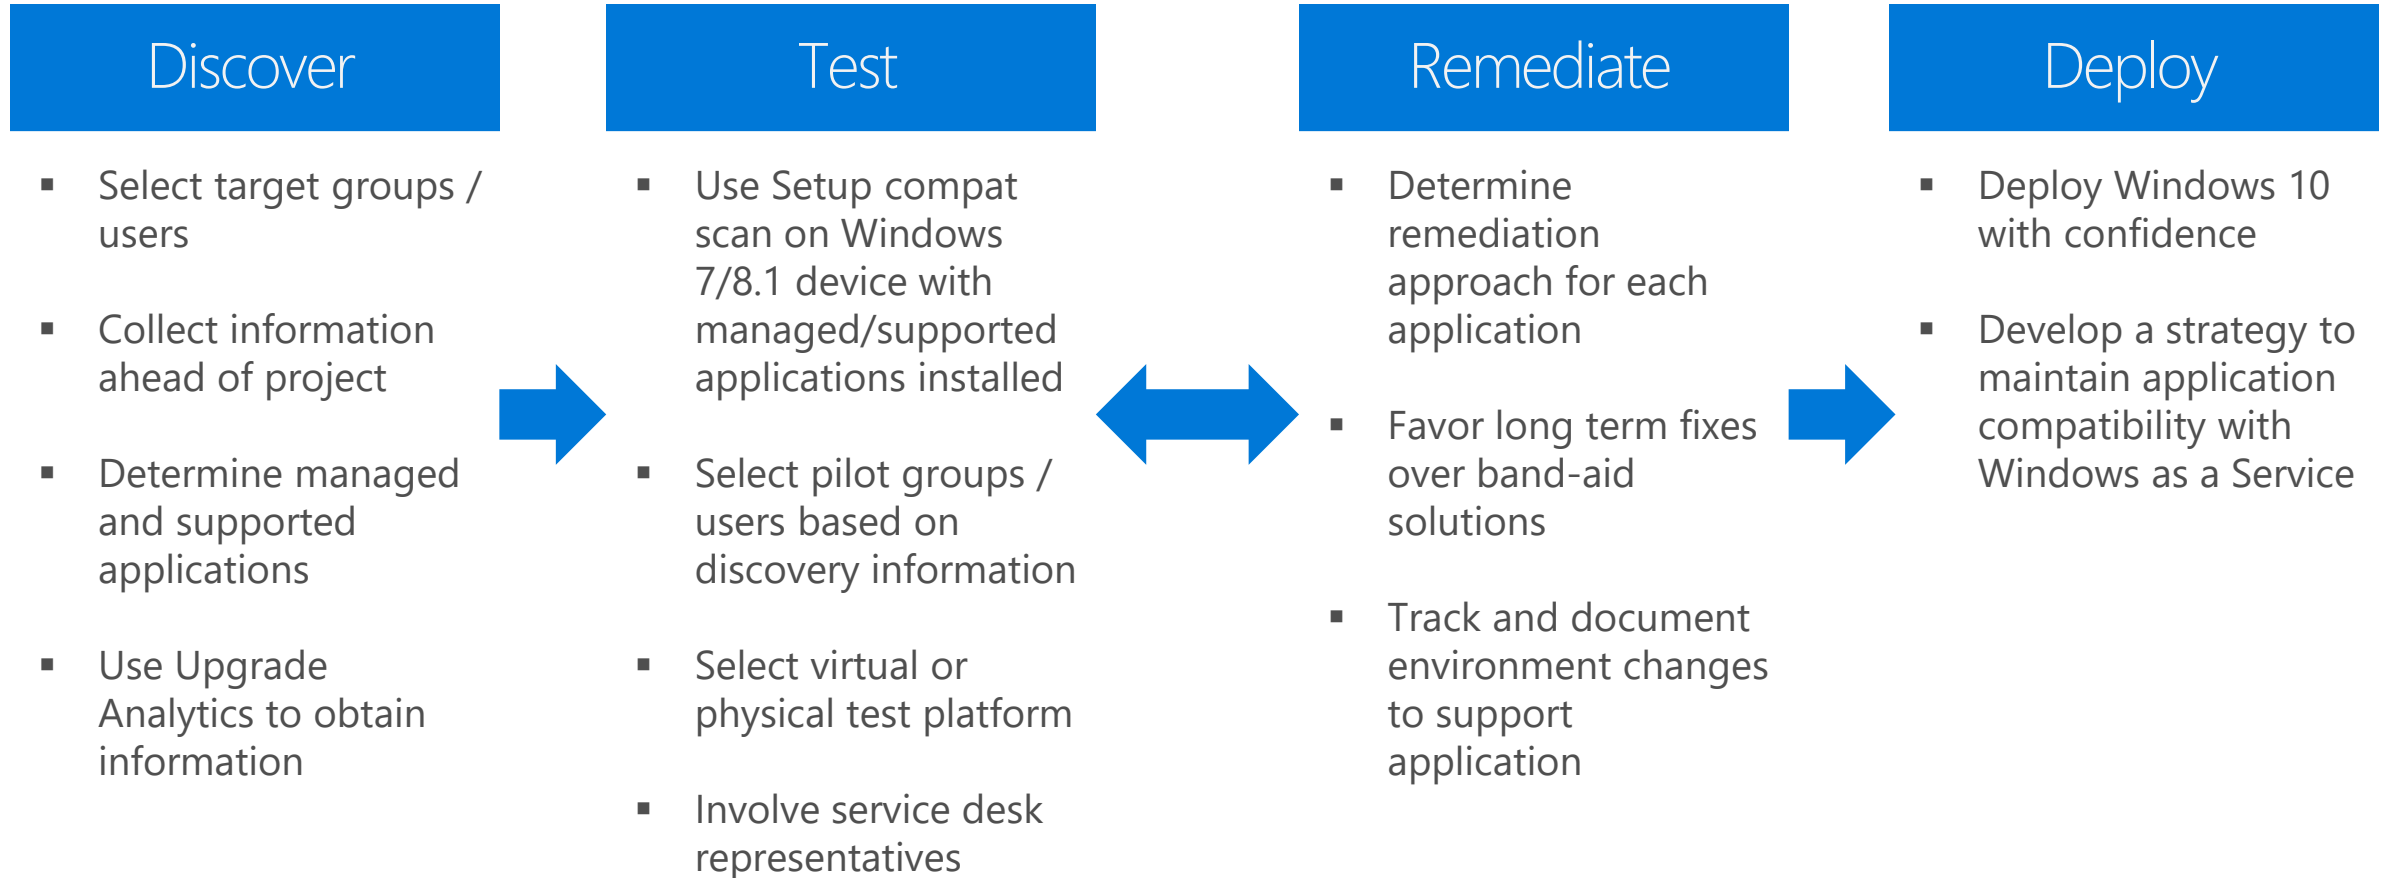 Discover
▪ Select target groups /
users
▪ Collect information
ahead of project
▪ Determine managed
and supported
applications
▪ Use Upgrade
Analytics to obtain
information
Test
▪ Use Setup compat
scan on Windows
7/8.1 device with
managed/supported
applications installed
▪ Select pilot groups /
users based on
discovery information
▪ Select virtual or
physical test platform
▪ Involve service desk
representatives
Remediate
▪ Determine
remediation
approach for each
application
▪ Favor long term fixes
over band-aid
solutions
▪ Track and document
environment changes
to support
application
Deploy
▪ Deploy Windows 10
with confidence
▪ Develop a strategy to
maintain application
compatibility with
Windows as a Service